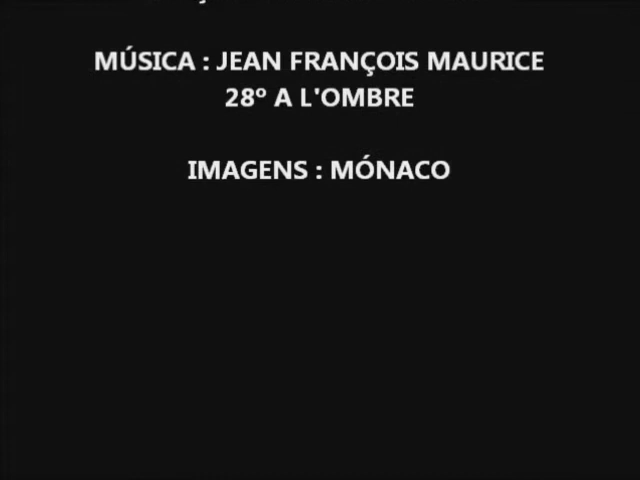 MÚSICA : JEAN FRANÇOIS MAURICE
28º A L'OMBRE
IMAGENS : MÓNACO